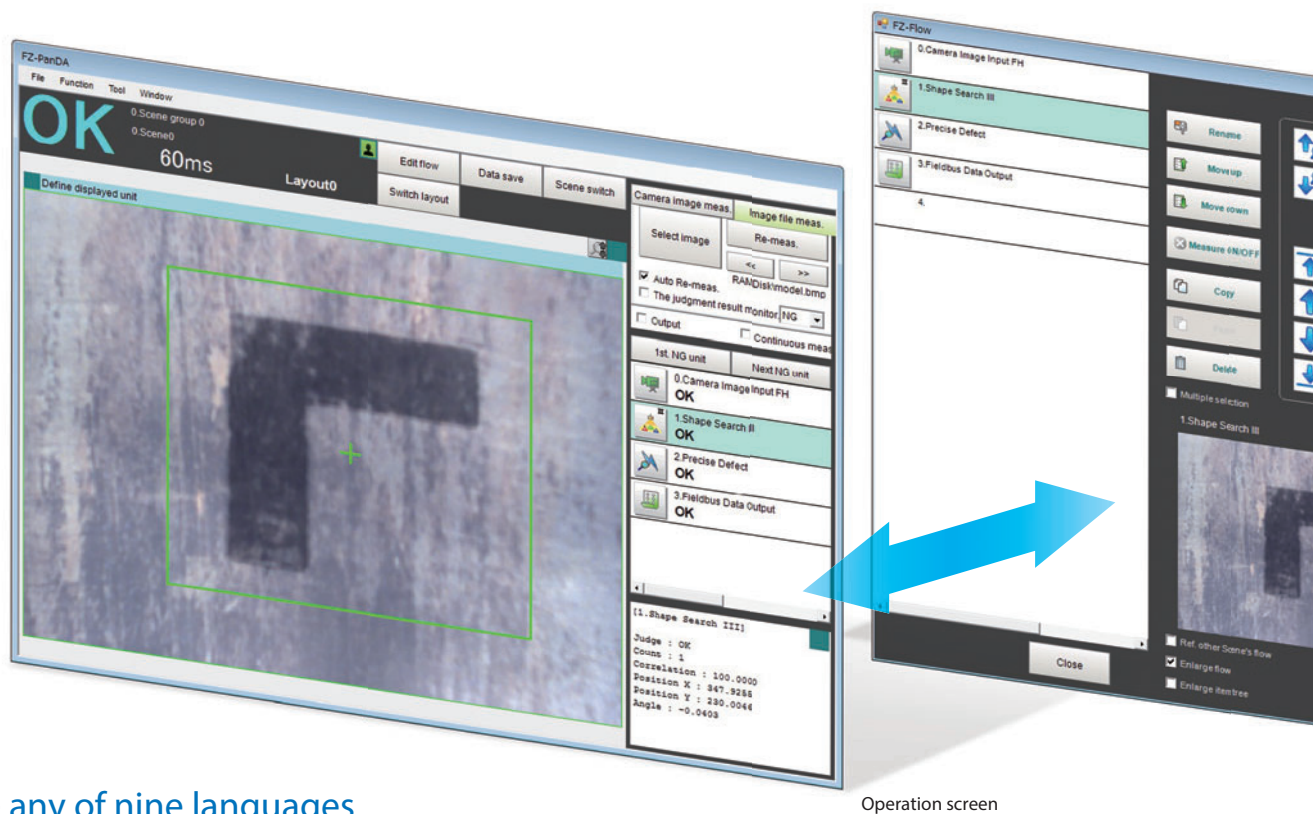 FZ-PanDA
File Function Tool Window
OK
0.Scene group 0
0.Scene0
60ms
Layout0
Edit flow
Data save
Scene switch
Switch layout
Define displayed unit
Camera image meas.
Image file meas.
Select image
Re-meas.
<<
>>
Auto Re-meas.
RAMDisk\model.bmp
The judgment result monitor.
NG
Output
Continuous meas
1st. NG unit
Next NG unit
0.Camera Image Input FH
OK
1.Shape Search III
OK
2.Precise Defect
OK
3.Fieldbus Data Output
OK
[1.Shape Search III]
Judge : OK
Count : 1
Correlation : 100.0000
Position X : 347.9255
Position Y : 230.0046
Angle : -0.0403
FZ-Flow
0.Camera Image Input FH
1.Shape Search III
2.Precise Defect
3.Fieldbus Data Output
4.
Rename
Move up
Move down
Measure ON/OFF
Copy
Delete
Multiple selection
1.Shape Search III
Ref. other Scene's flow
Enlarge flow
Enlarge itemtree
Close
any of nine languages
Operation screen